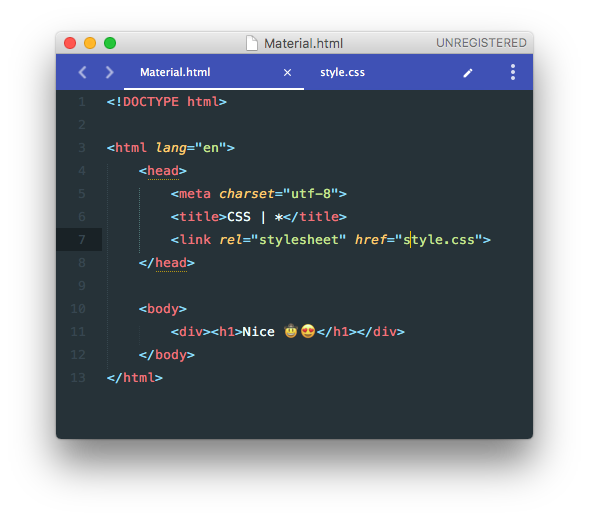 Material.html UNREGISTERED
Material.html × style.css
1 <!DOCTYPE html>
2
3 <html lang="en">
4 <head>
5 <meta charset="utf-8">
6 <title>CSS | *</title>
7 <link rel="stylesheet" href="style.css">
8 </head>
9
10 <body>
11 <div><h1>Nice 🤠😍</h1></div>
12 </body>
13 </html>